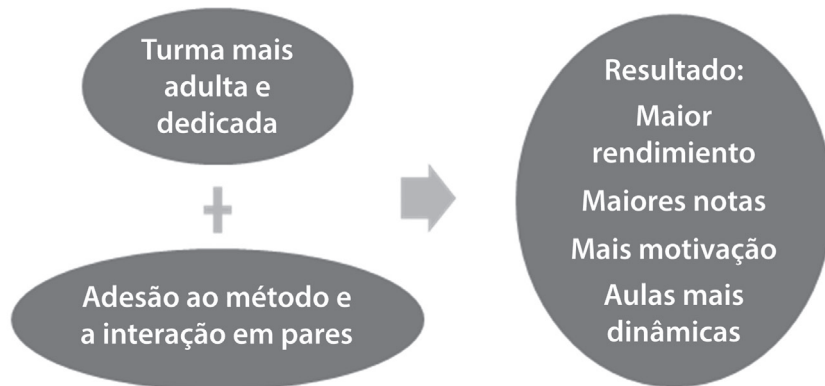 Turma mais
adulta e
dedicada
+
Adesão ao método e
a interação em pares
Resultado:
Maior
rendimiento
Maiores notas
Mais motivação
Aulas mais
dinâmicas